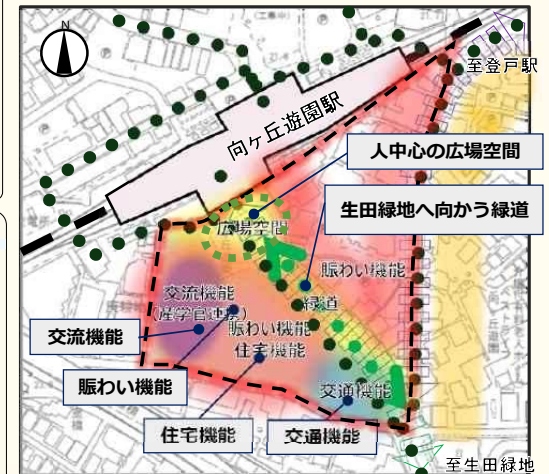 N
至登戸駅
向ヶ丘遊園駅
人中心の広場空間
生田緑地へ向かう緑道
広場空間
賑わい機能
交流機能
(産学官連携)
緑道
賑わい機能
住宅機能
交流機能
賑わい機能
交通機能
住宅機能
交通機能
至生田緑地